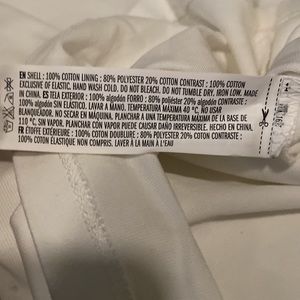 EN SHELL : 100% COTTON LINING : 80% POLYESTER 20% COTTON CONTRAST : 100% COTTON
EXCLUSIVE OF ELASTIC. HAND WASH COLD. DO NOT BLEACH. DO NOT TUMBLE DRY. IRON LOW. MADE
IN CHINA. ES TELA EXTERIOR : 100% algodón FORRO : 80% poliéster 20% algodón CONTRASTE :
100% algodón SIN ELÁSTICO. LAVAR A MANO. TEMPERATURA MÁXIMA 40 °C. NO USAR
BLANQUEADOR. NO SECAR EN MÁQUINA. PLANCHAR A UNA TEMPERATURA MÁXIMA DE LA BASE DE
110 °C, SIN VAPOR. PLANCHAR CON VAPOR PUEDE CAUSAR DAÑO IRREVERSIBLE. HECHO EN CHINA.
FR ÉTOFFE EXTÉRIEURE : 100% COTON DOUBLURE : 80% POLYESTER 20% COTON CONTRASTE
: 100% COTON ÉLASTIQUE NON COMPRIS. LAVER À LA MAIN À L'EAU